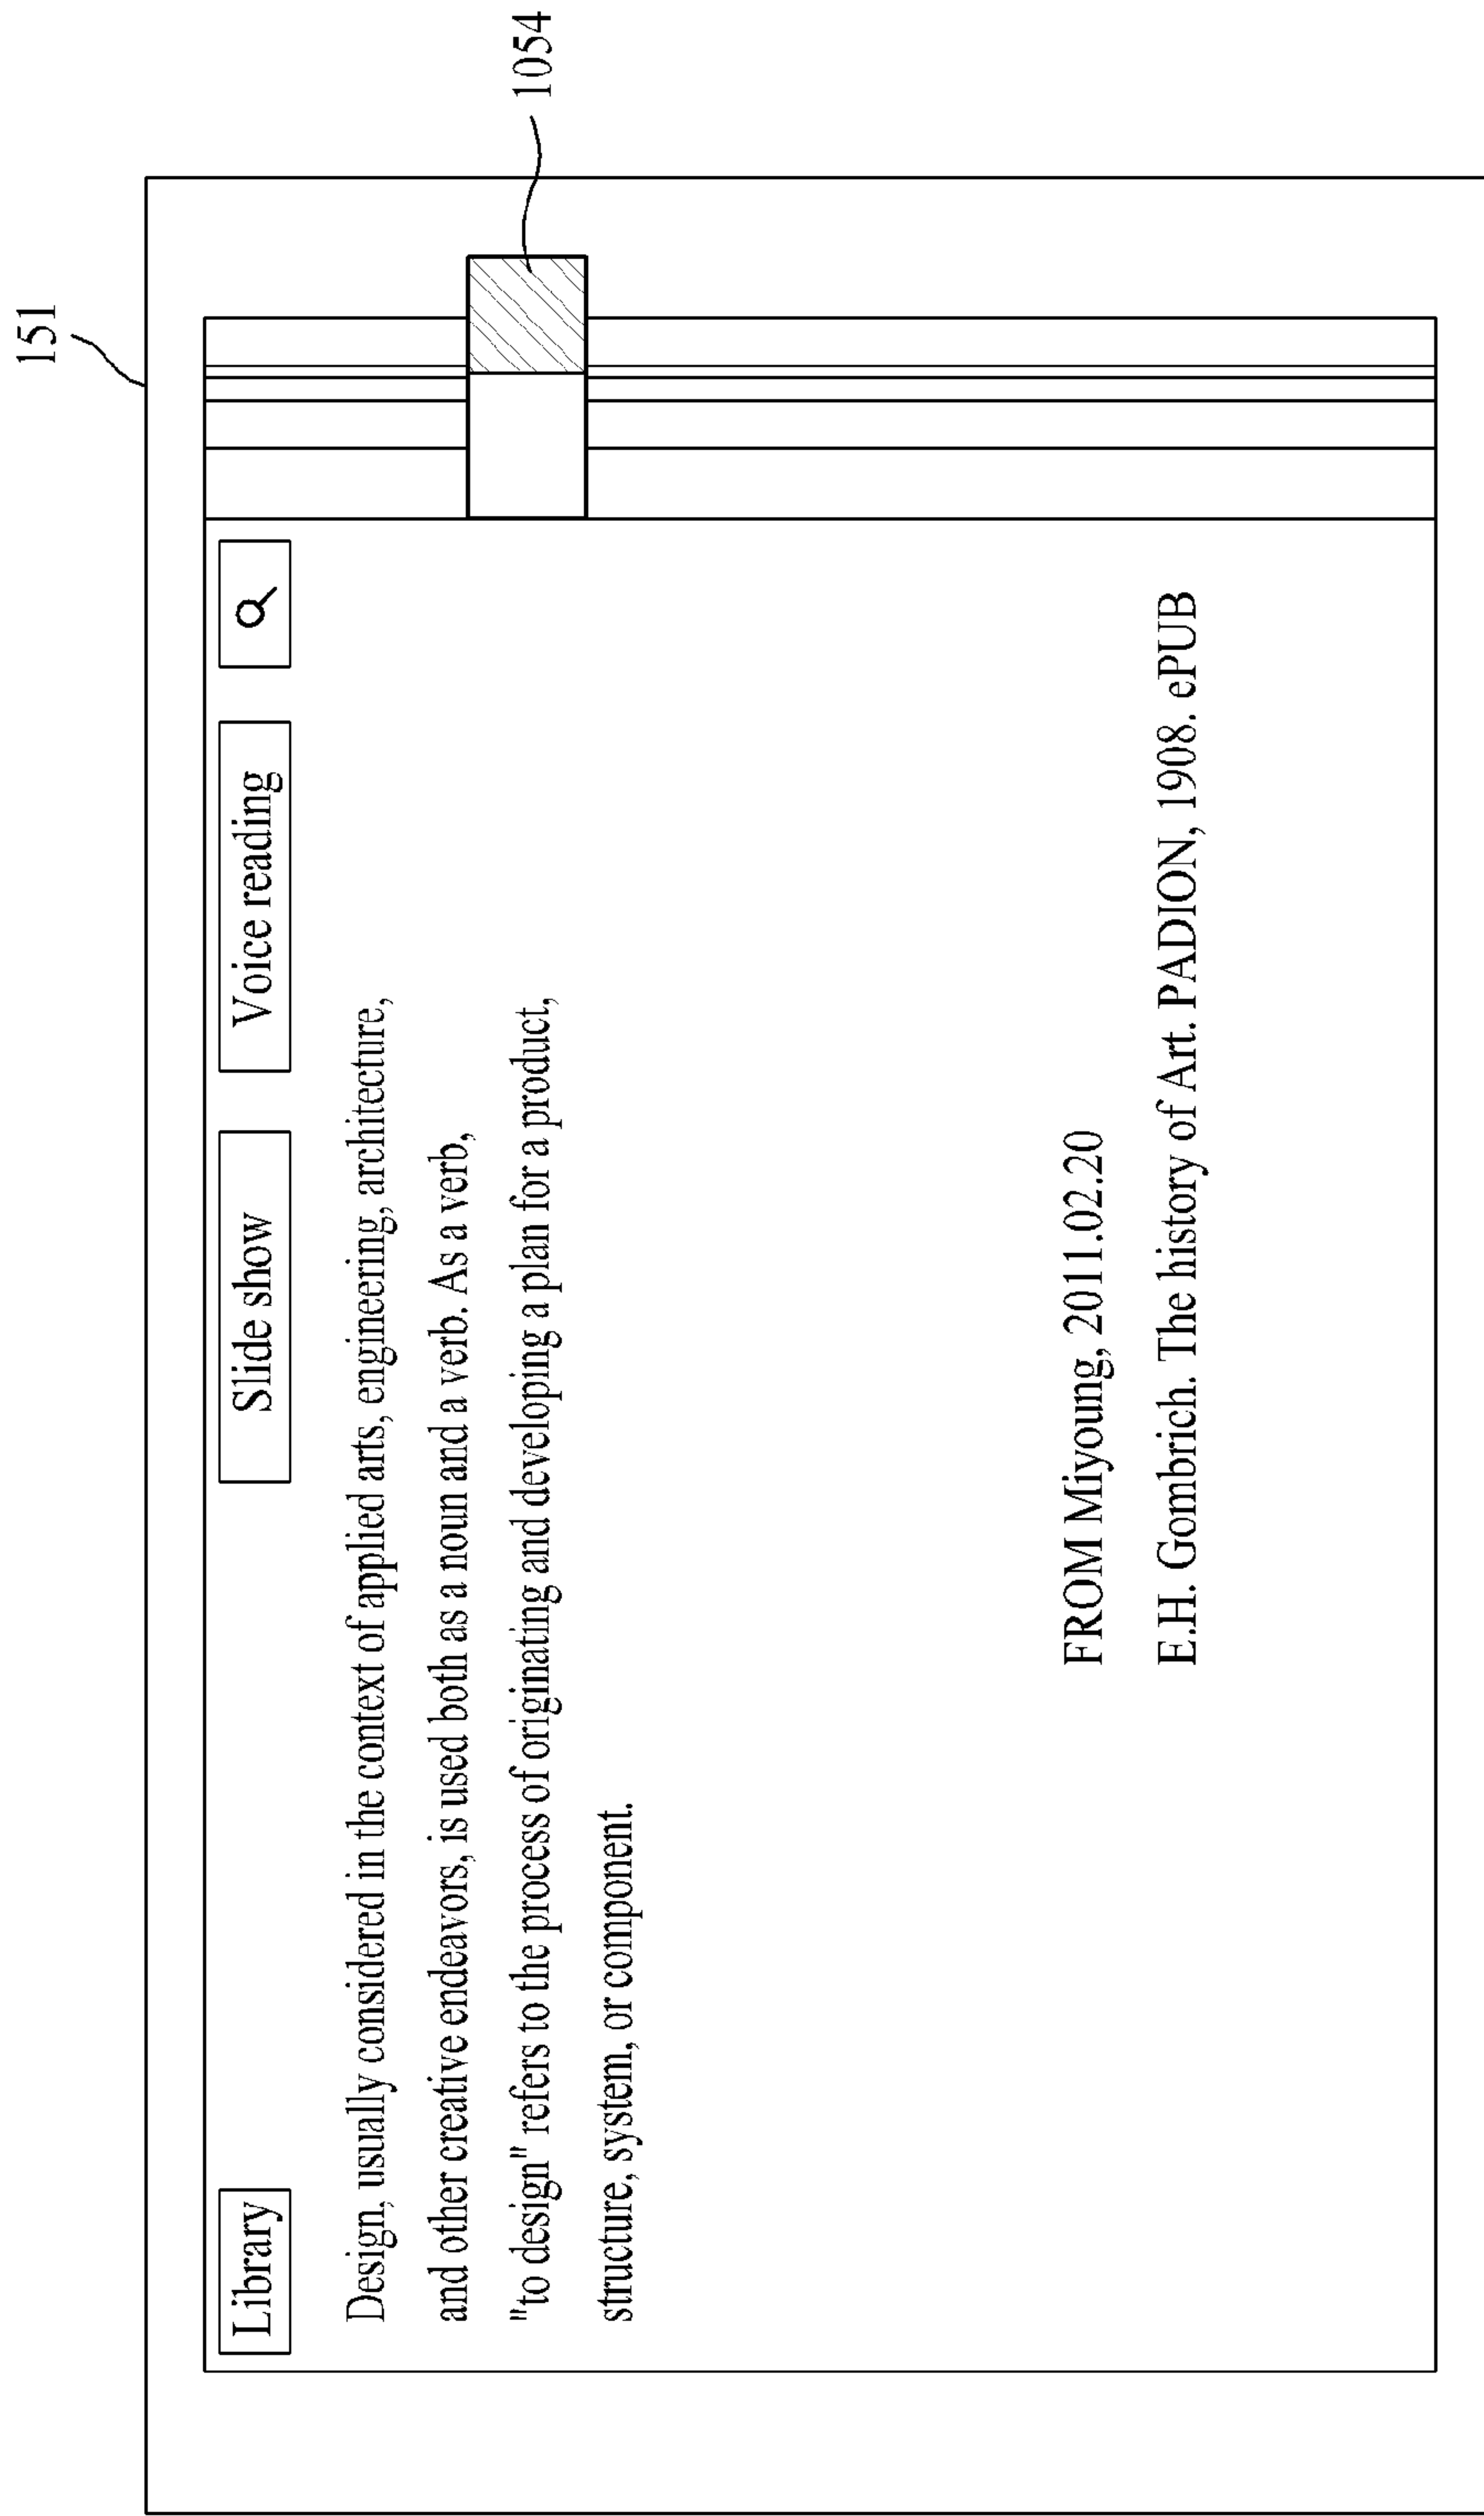 151
1054
Library
Slide show
Voice reading
Design, usually considered in the context of applied arts, engineering, architecture,
and other creative endeavors, is used both as a noun and a verb. As a verb,
"to design" refers to the process of originating and developing a plan for a product,
structure, system, or component.
FROM Miyoung, 2011.02.20
E.H. Gombrich. The history of Art. PADION, 1908. ePUB